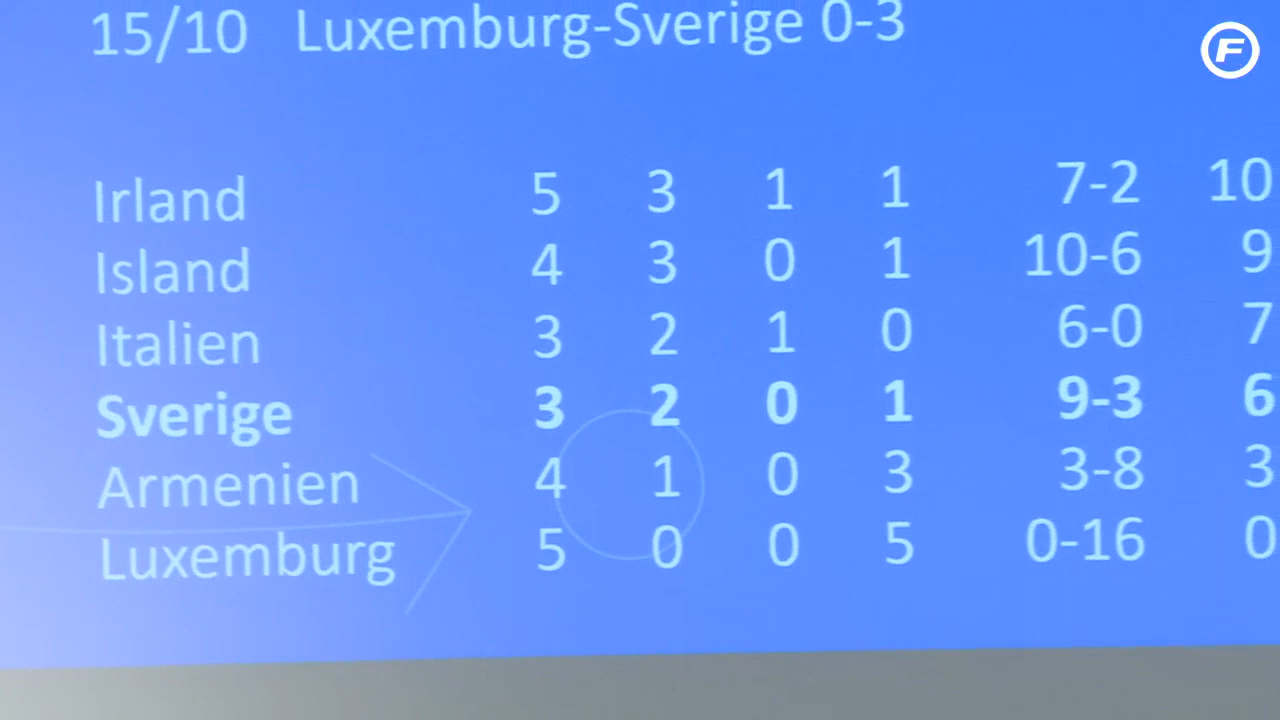 15/10 Luxemburg-Sverige 0-3
Irland 5 3 1 1 7-2 10
Island 4 3 0 1 10-6 9
Italien 3 2 1 0 6-0 7
Sverige 3 2 0 1 9-3 6
Armenien 4 1 0 3 3-8 3
Luxemburg 5 0 0 5 0-16 0
F